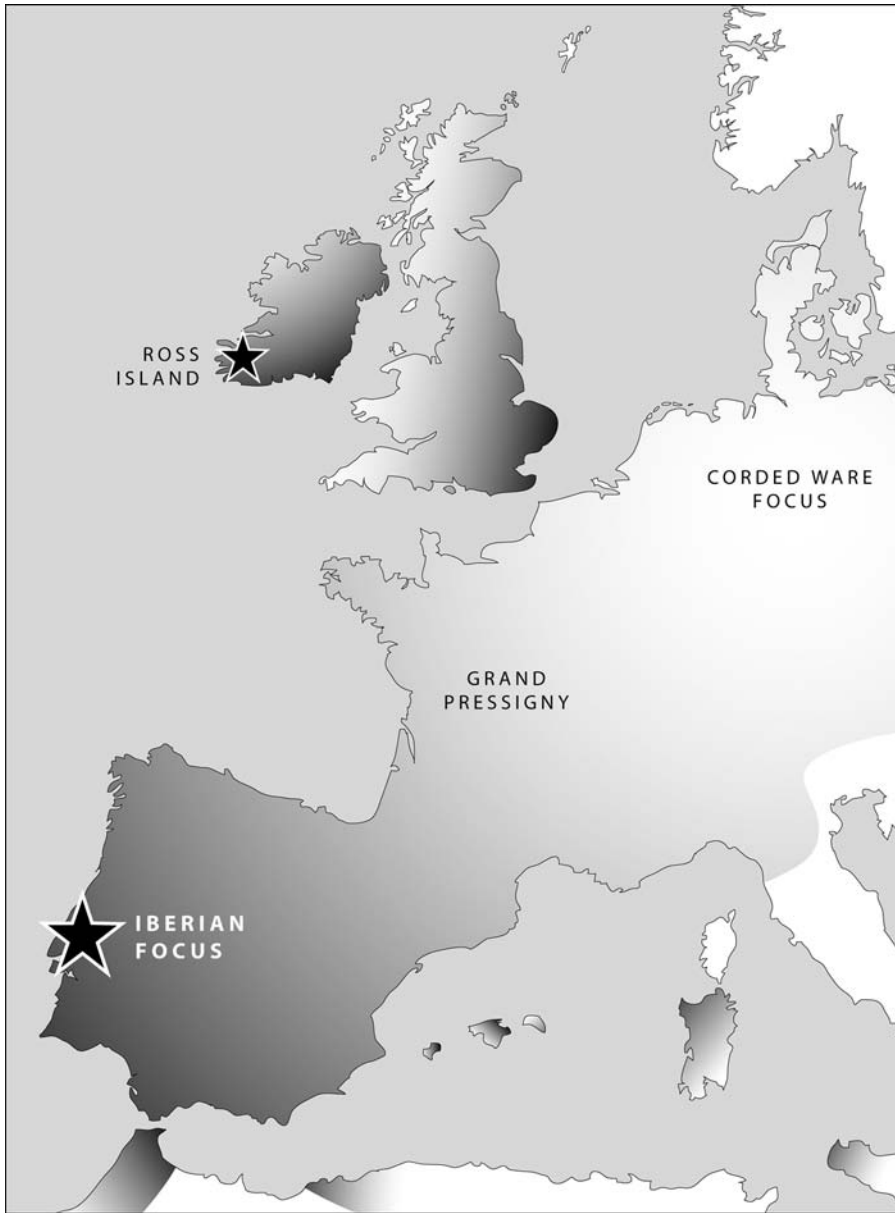 ROSS
ISLAND
CORDED WARE
FOCUS
GRAND
PRESSIGNY
IBERIAN
FOCUS